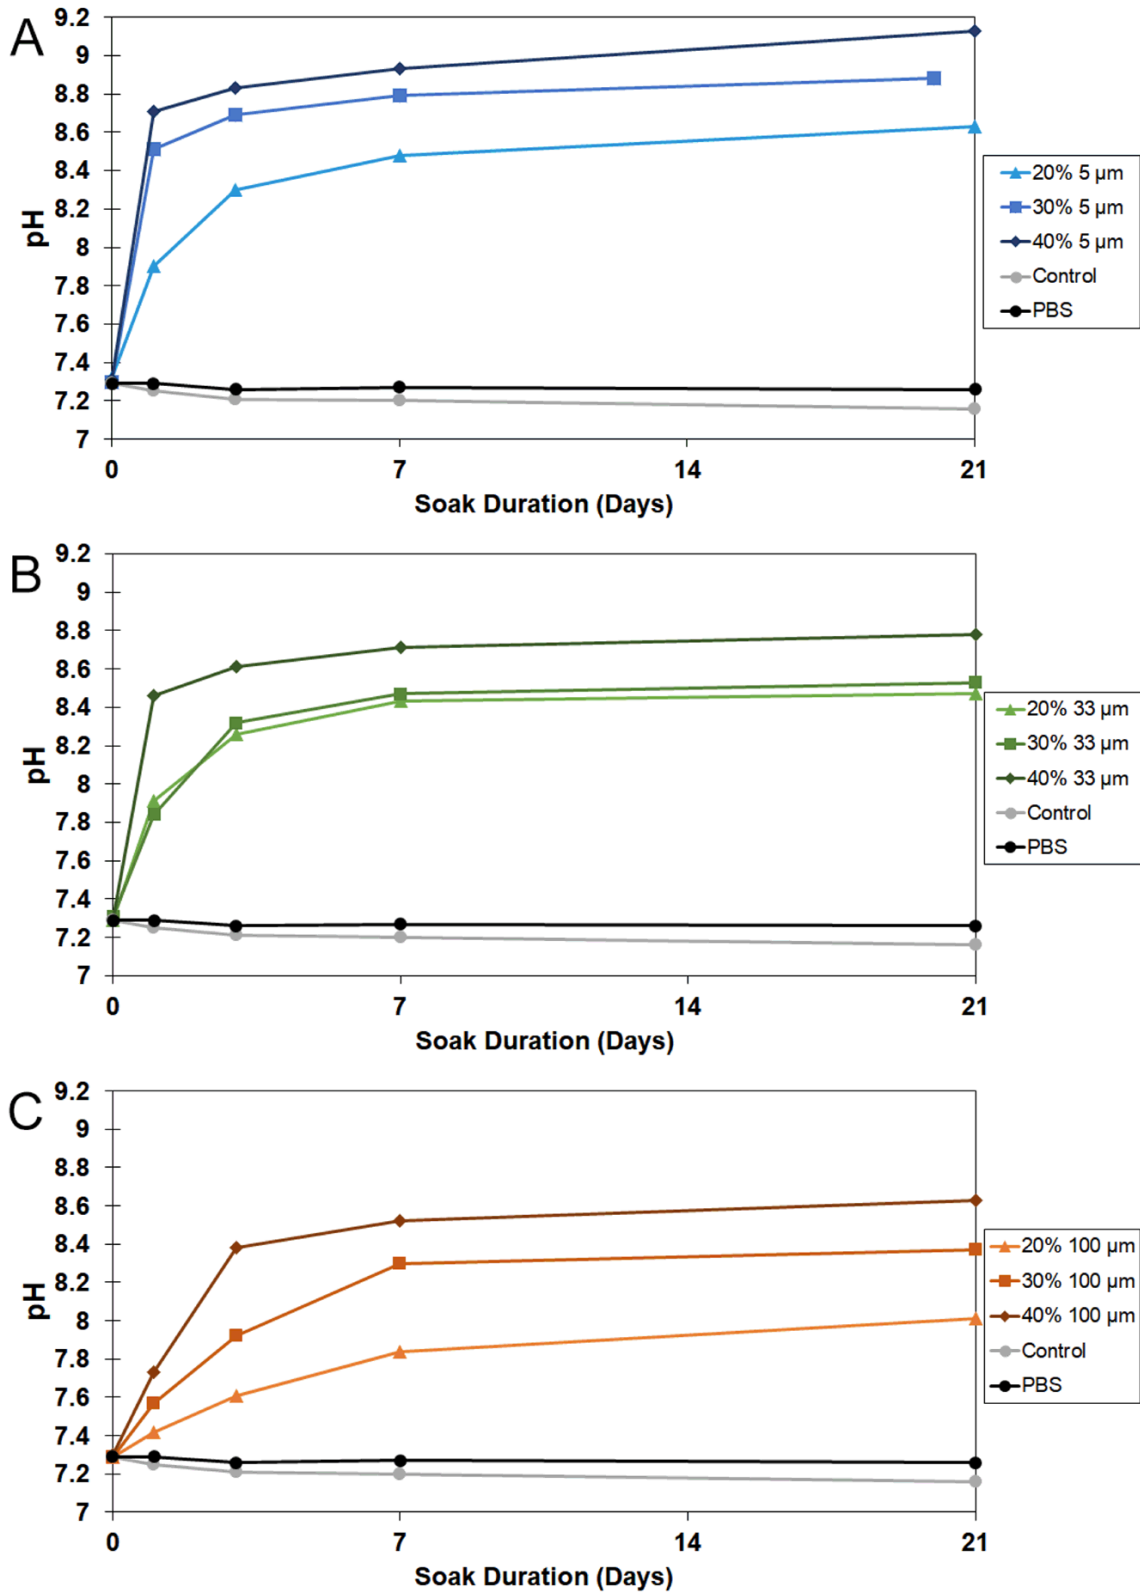 A
9.2
9
8.8
8.6
8.4
8.2
8
7.8
7.6
7.4
7.2
7
pH
0 7 14 21
Soak Duration (Days)
20% 5 µm
30% 5 µm
40% 5 µm
Control
PBS
B
9.2
9
8.8
8.6
8.4
8.2
8
7.8
7.6
7.4
7.2
7
pH
0 7 14 21
Soak Duration (Days)
20% 33 µm
30% 33 µm
40% 33 µm
Control
PBS
C
9.2
9
8.8
8.6
8.4
8.2
8
7.8
7.6
7.4
7.2
7
pH
0 7 14 21
Soak Duration (Days)
20% 100 µm
30% 100 µm
40% 100 µm
Control
PBS